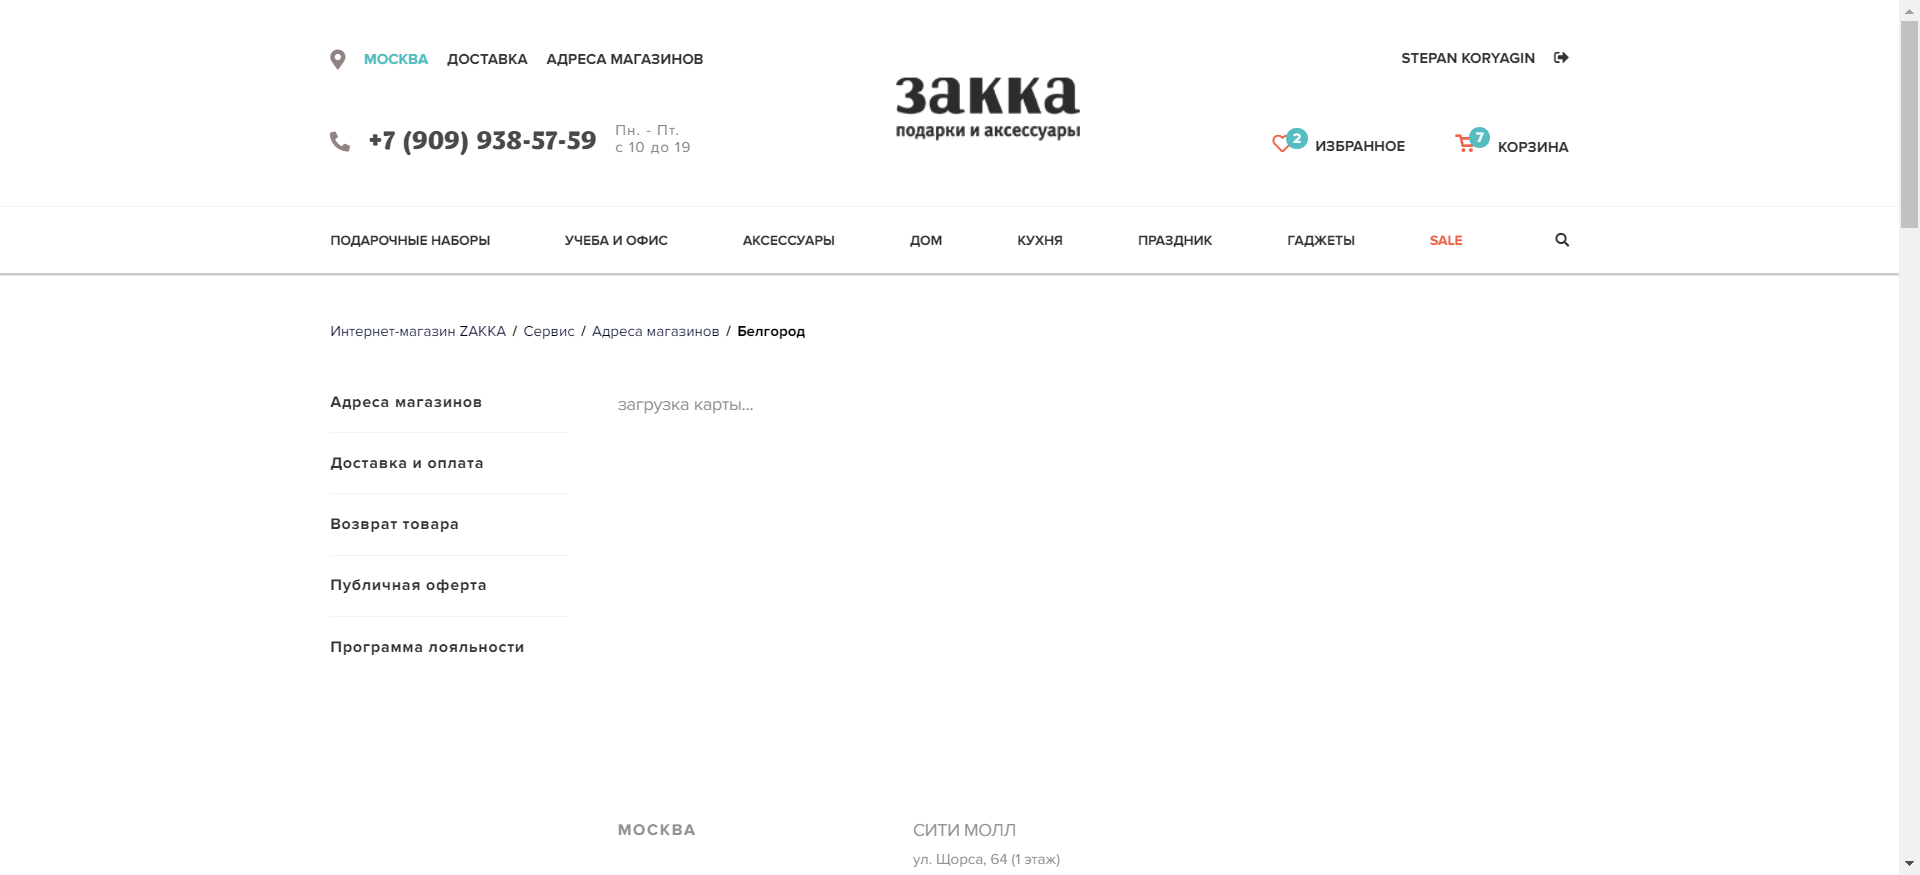 МОСКВА ДОСТАВКА АДРЕСА МАГАЗИНОВ
STEPAN KORYAGIN
закка
подарки и аксессуары
+7 (909) 938-57-59
Пн. - Пт.
с 10 до 19
2 ИЗБРАННОЕ
7 КОРЗИНА
ПОДАРОЧНЫЕ НАБОРЫ УЧЕБА И ОФИС АКСЕССУАРЫ ДОМ КУХНЯ ПРАЗДНИК ГАДЖЕТЫ SALE
Интернет-магазин ZAKKA / Сервис / Адреса магазинов / Белгород
Адреса магазинов
Доставка и оплата
Возврат товара
Публичная оферта
Программа лояльности
загрузка карты...
МОСКВА
СИТИ МОЛЛ
ул. Щорса, 64 (1 этаж)